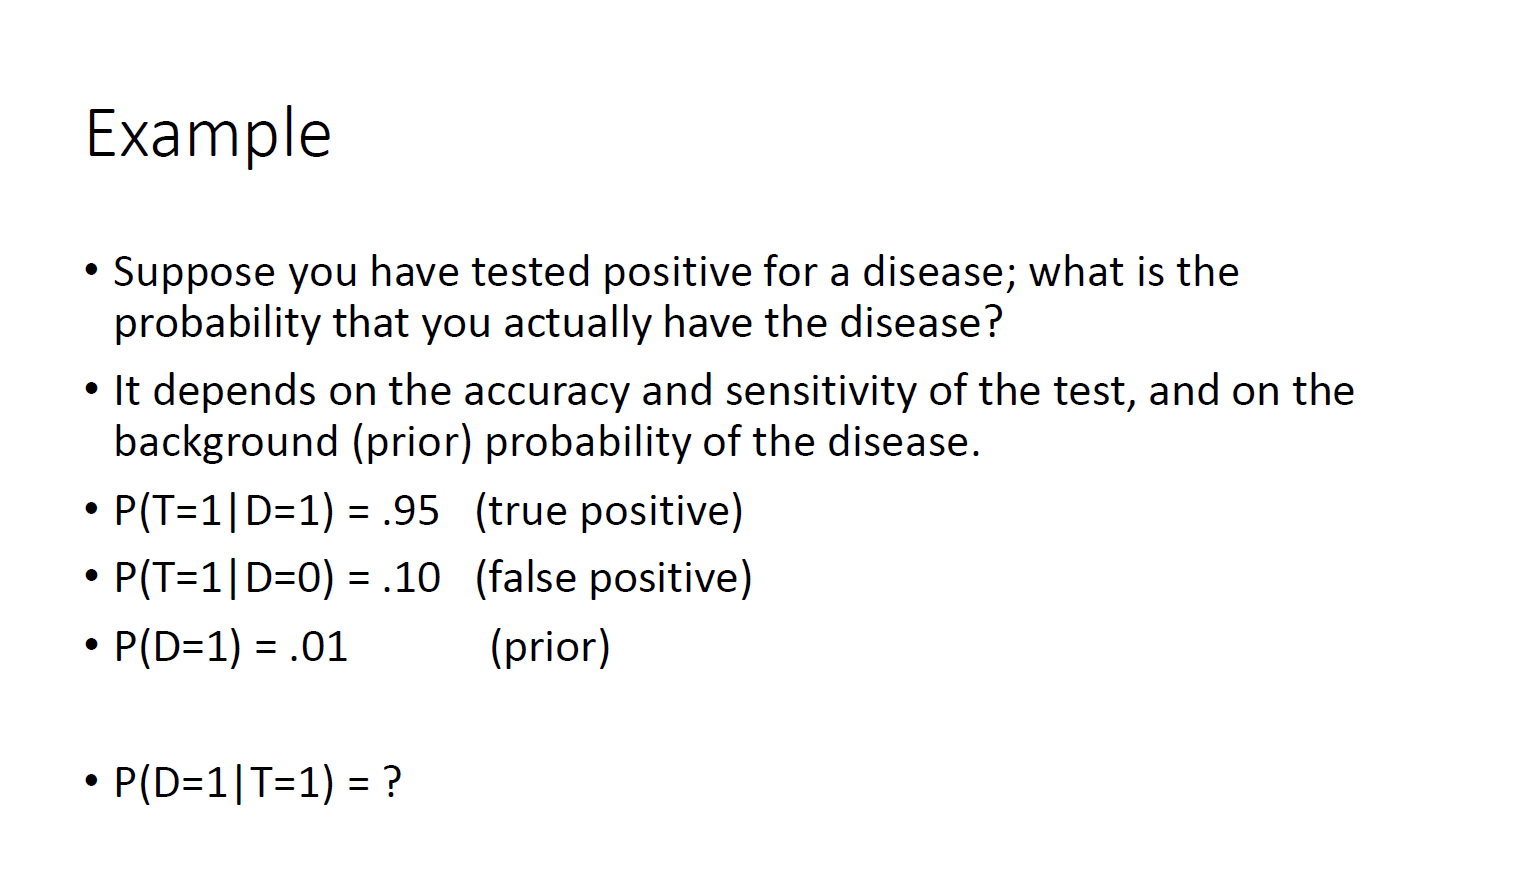 Example
• Suppose you have tested positive for a disease; what is the
probability that you actually have the disease?
• It depends on the accuracy and sensitivity of the test, and on the
background (prior) probability of the disease.
• P(T=1|D=1) = .95 (true positive)
• P(T=1|D=0) = .10 (false positive)
• P(D=1) = .01 (prior)
• P(D=1|T=1) = ?